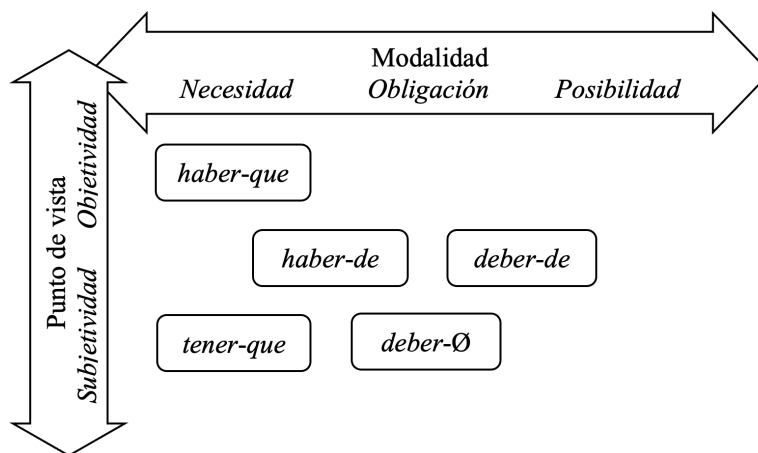 Modalidad
Necesidad Obligación Posibilidad
Punto de vista
Subjetividad Objetividad
haber-que
haber-de deber-de
tener-que deber-Ø